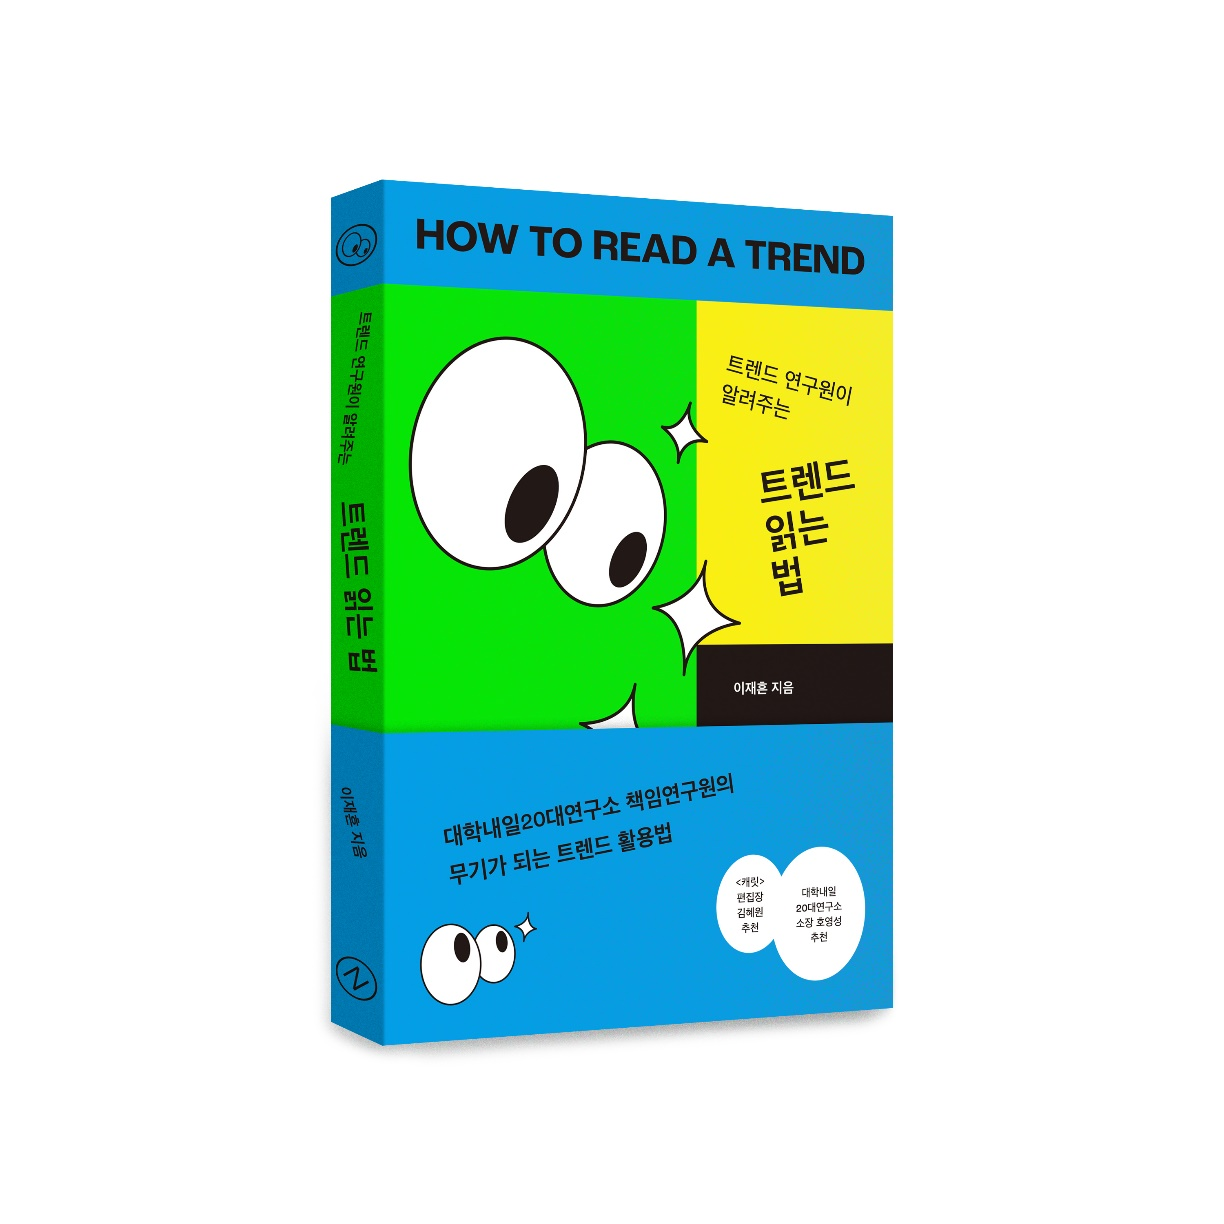 HOW TO READ A TREND
트렌드 연구원이
알려주는
트렌드
읽는
법
이재흔 지음
대학내일20대연구소 책임연구원의
무기가 되는 트렌드 활용법
<캐릿>
편집장
김혜원
추천
대학내일
20대연구소
소장 호영성
추천
트렌드 연구원이 알려주는
트렌드 읽는 법
이재흔 지음
N